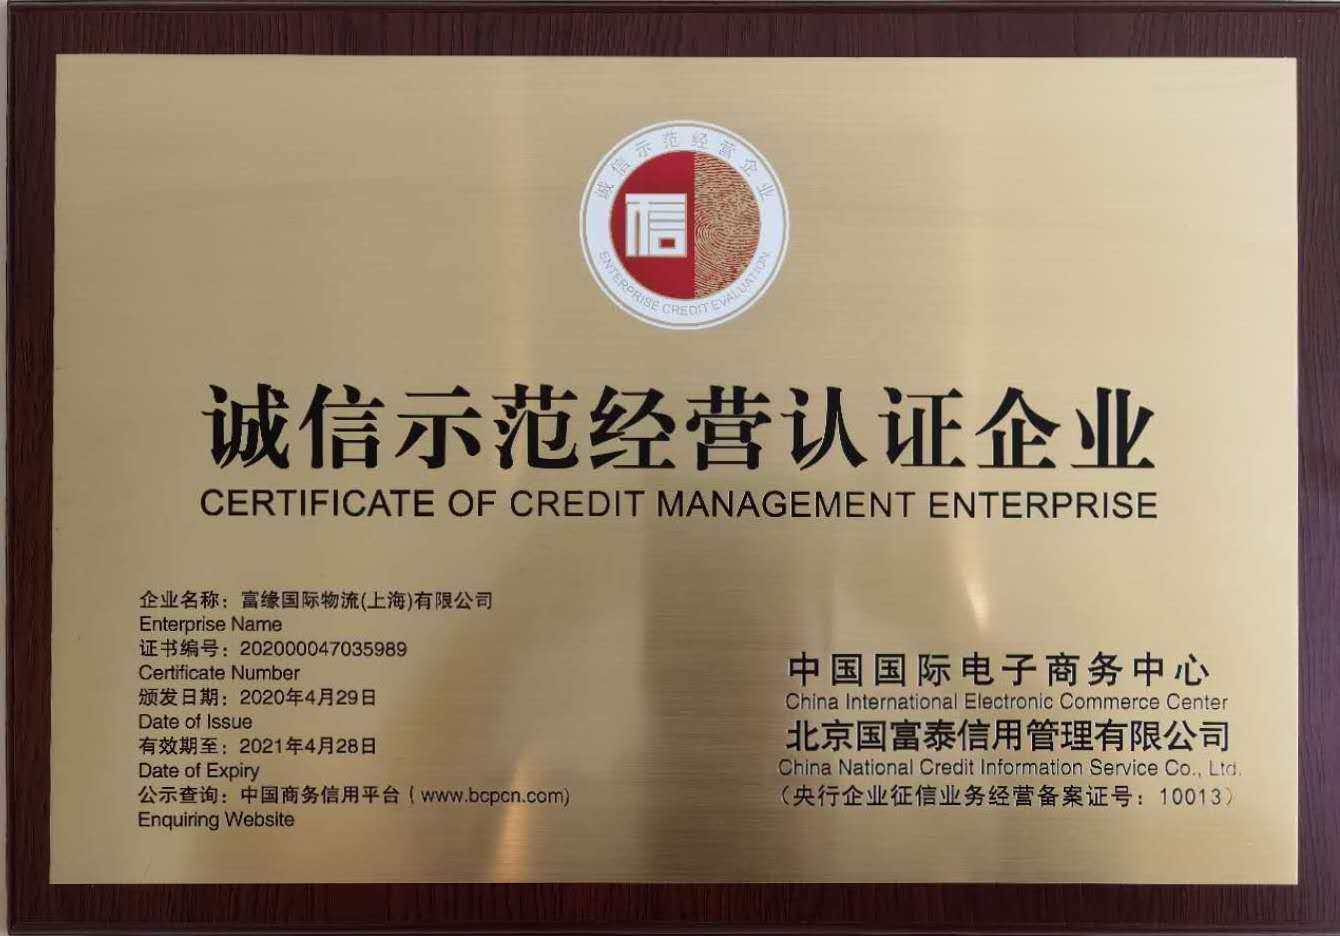 诚信示范经营企业
信
ENTERPRISE CREDIT EVALUATION
诚信示范经营认证企业
CERTIFICATE OF CREDIT MANAGEMENT ENTERPRISE
企业名称：富缘国际物流(上海)有限公司
Enterprise Name
证书编号：202000047035989
Certificate Number
颁发日期：2020年4月29日
Date of Issue
有效期至：2021年4月28日
Date of Expiry
公示查询：中国商务信用平台（www.bcpcn.com)
Enquiring Website
中国国际电子商务中心
China International Electronic Commerce Center
北京国富泰信用管理有限公司
China National Credit Information Service Co., Ltd.
（央行企业征信业务经营备案证号：10013）